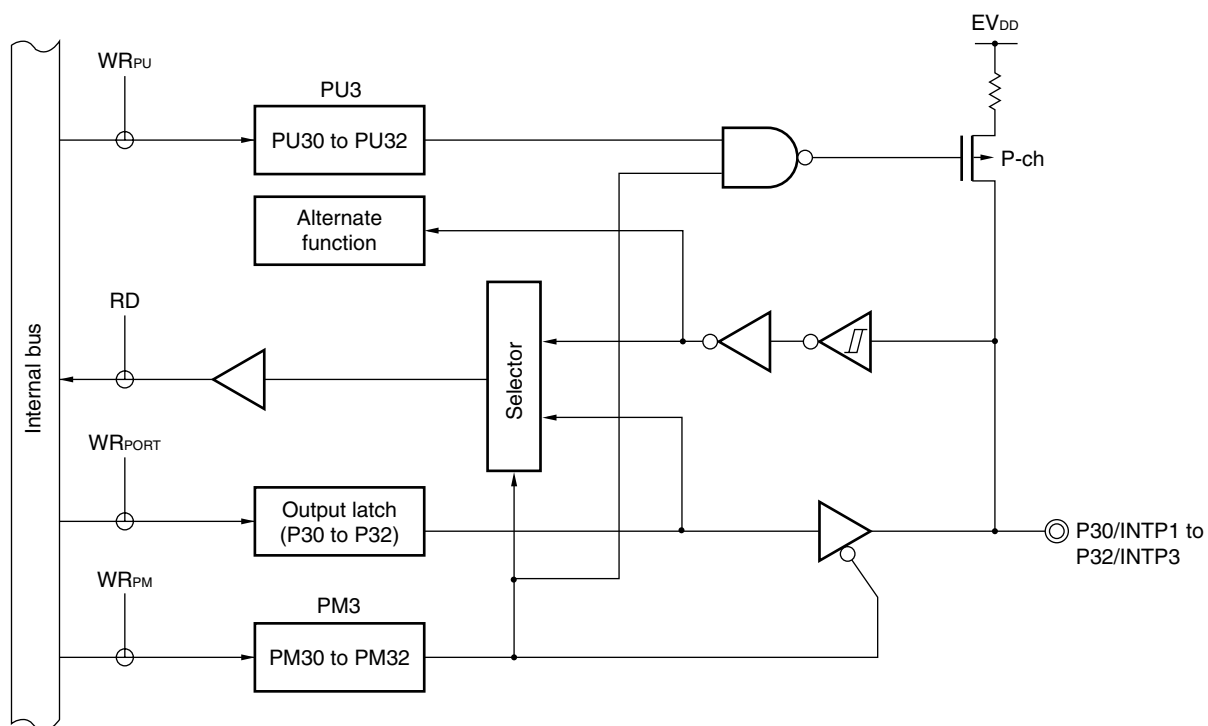 EVDD
WRPU
PU3
PU30 to PU32
P-ch
Alternate
function
RD
Selector
Internal bus
WRPORT
Output latch
(P30 to P32)
P30/INTP1 to
P32/INTP3
WRPM
PM3
PM30 to PM32